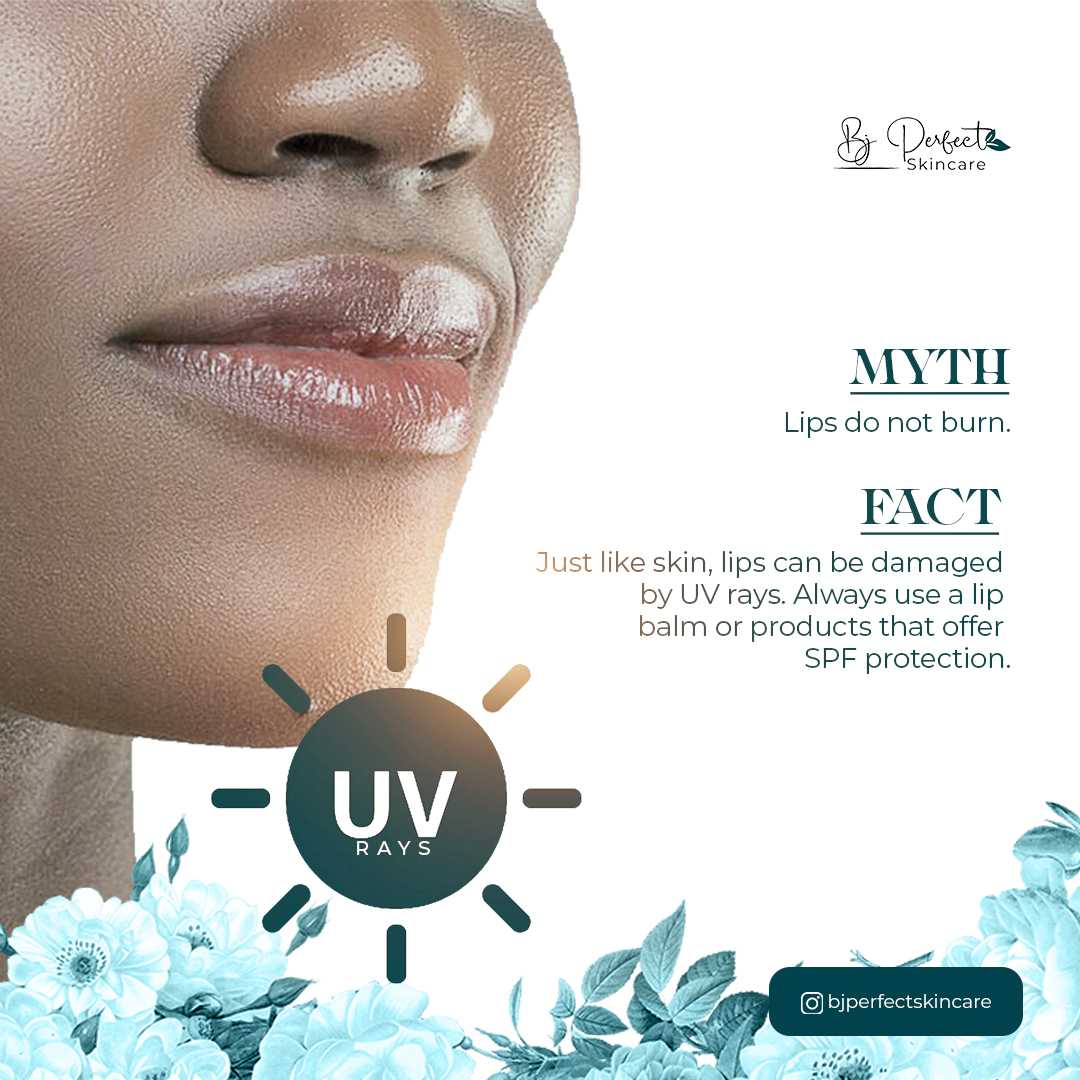 Bj Perfect
Skincare
MYTH
Lips do not burn.
FACT
Just like skin, lips can be damaged
by UV rays. Always use a lip
balm or products that offer
SPF protection.
UV
RAYS
bjperfectskincare